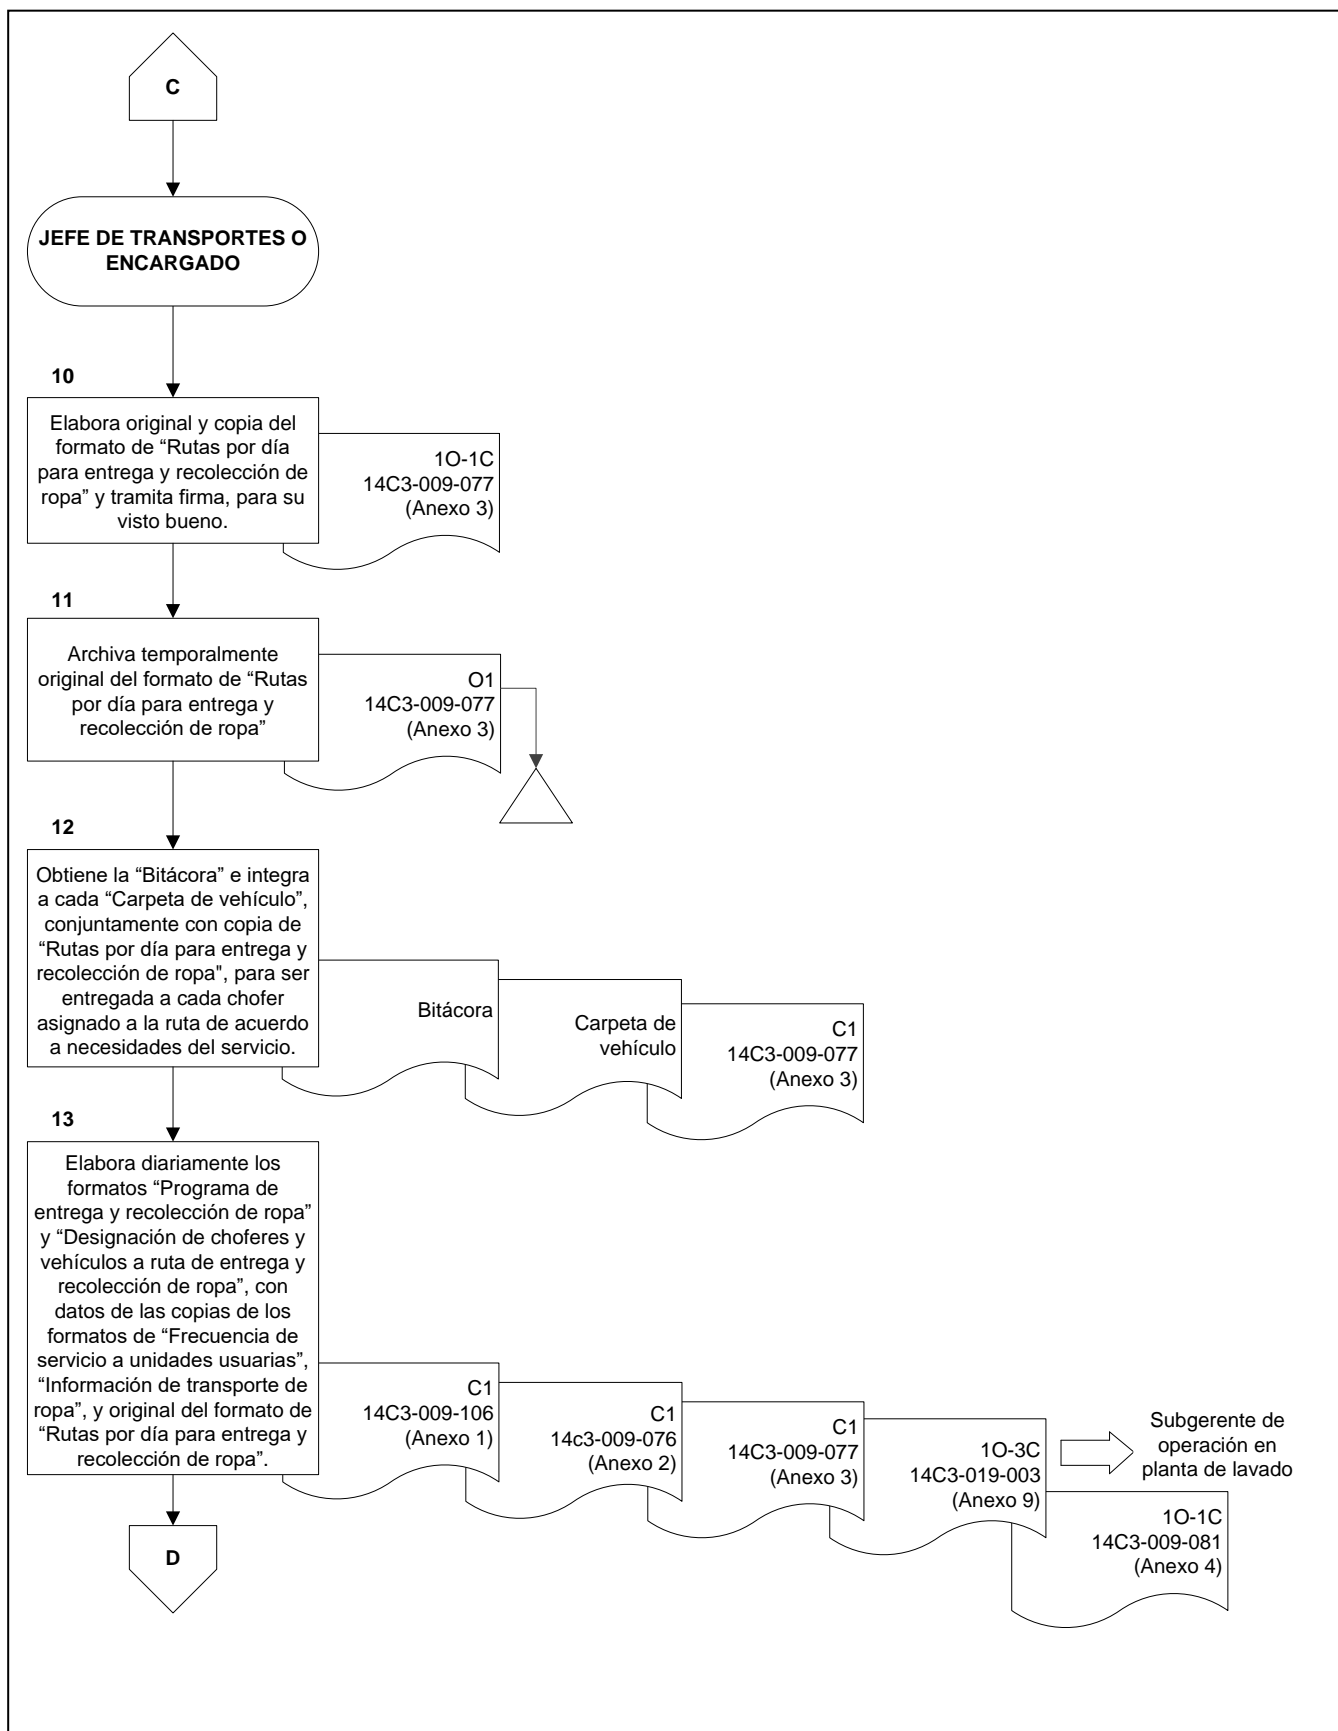 C
JEFE DE TRANSPORTES O
ENCARGADO
10
Elabora original y copia del
formato de “Rutas por día
para entrega y recolección de
ropa” y tramita firma, para su
visto bueno.
1O-1C
14C3-009-077
(Anexo 3)
11
Archiva temporalmente
original del formato de “Rutas
por día para entrega y
recolección de ropa”
O1
14C3-009-077
(Anexo 3)
12
Obtiene la “Bitácora” e integra
a cada “Carpeta de vehículo”,
conjuntamente con copia de
“Rutas por día para entrega y
recolección de ropa", para ser
entregada a cada chofer
asignado a la ruta de acuerdo
a necesidades del servicio.
Bitácora
Carpeta de
vehículo
C1
14C3-009-077
(Anexo 3)
13
Elabora diariamente los
formatos “Programa de
entrega y recolección de ropa”
y “Designación de choferes y
vehículos a ruta de entrega y
recolección de ropa”, con
datos de las copias de los
formatos de “Frecuencia de
servicio a unidades usuarias”,
“Información de transporte de
ropa”, y original del formato de
“Rutas por día para entrega y
recolección de ropa”.
C1
14C3-009-106
(Anexo 1)
C1
14c3-009-076
(Anexo 2)
C1
14C3-009-077
(Anexo 3)
1O-3C
14C3-019-003
(Anexo 9)
Subgerente de
operación en
planta de lavado
1O-1C
14C3-009-081
(Anexo 4)
D